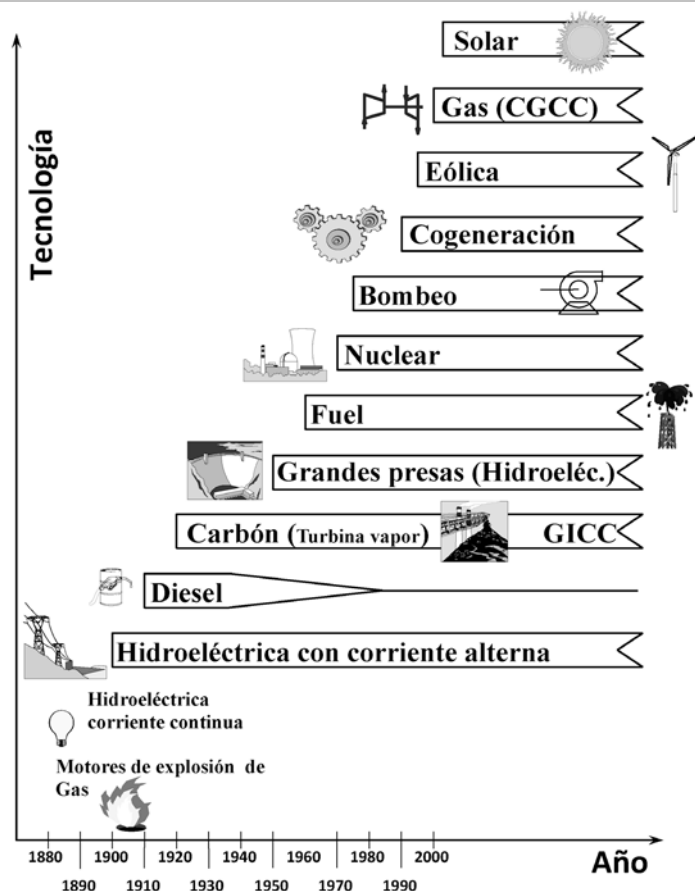 Solar
Gas (CGCC)
Eólica
Cogeneración
Bombeo
Nuclear
Fuel
Grandes presas (Hidroeléc.)
Carbón (Turbina vapor) GICC
Diesel
Hidroeléctrica con corriente alterna
Hidroeléctrica
corriente continua
Motores de explosión de
Gas
Tecnología
1880 1900 1920 1940 1960 1980 2000
1890 1910 1930 1950 1970 1990
Año